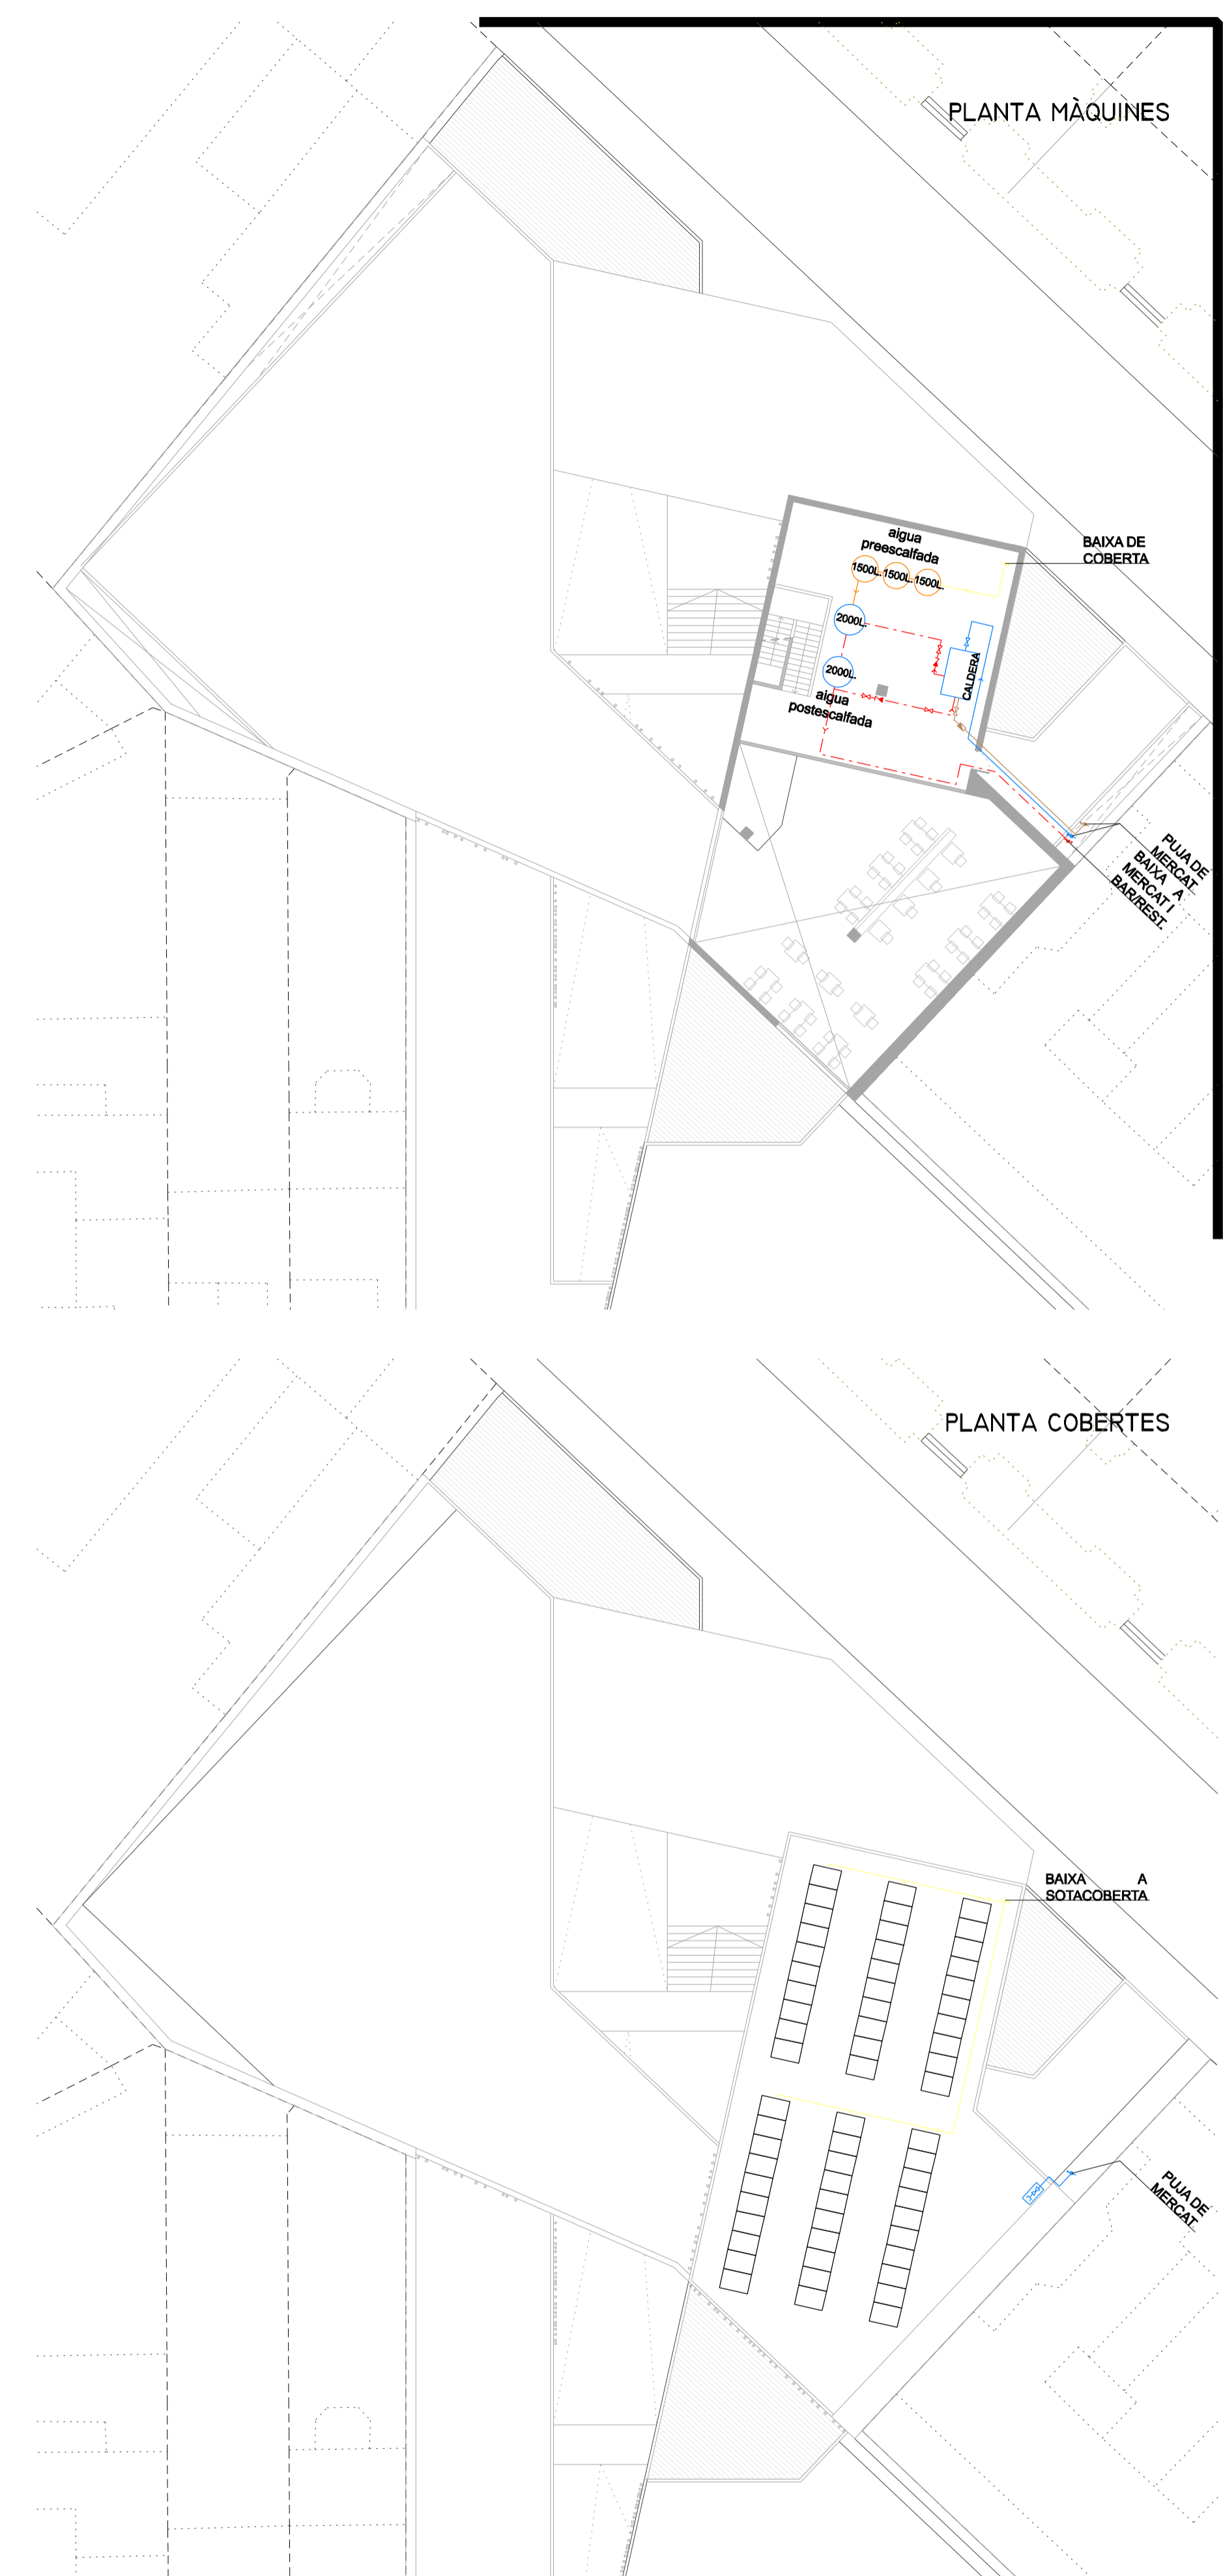 PLANTA MÀQUINES
BAIXA DE
COBERTA
aigua
preescalfada
1500L.
1500L.
1500L.
2000L.
CALDERA
2000L.
aigua
postescalfada
PUJA DE
MERCAT
BAIXA A
MERCAT I
BAR/REST.
PLANTA COBERTES
BAIXA A
SOTACOBERTA
PUJA DE
MERCAT